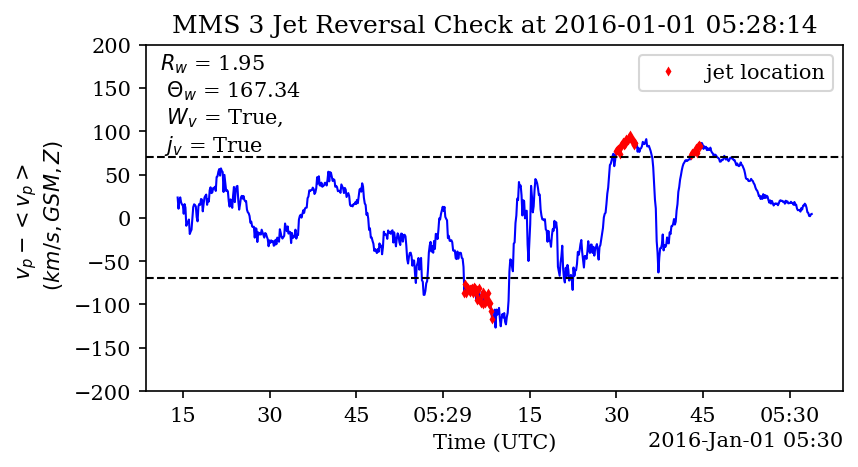 MMS 3 Jet Reversal Check at 2016-01-01 05:28:14
200
150
100
50
0
−50
−100
−150
−200
v_p − < v_p >
(km/s, GSM, Z)
R_w = 1.95
Θ_w = 167.34
W_v = True,
j_v = True
jet location
15 30 45 05:29 15 30 45 05:30
Time (UTC)
2016-Jan-01 05:30